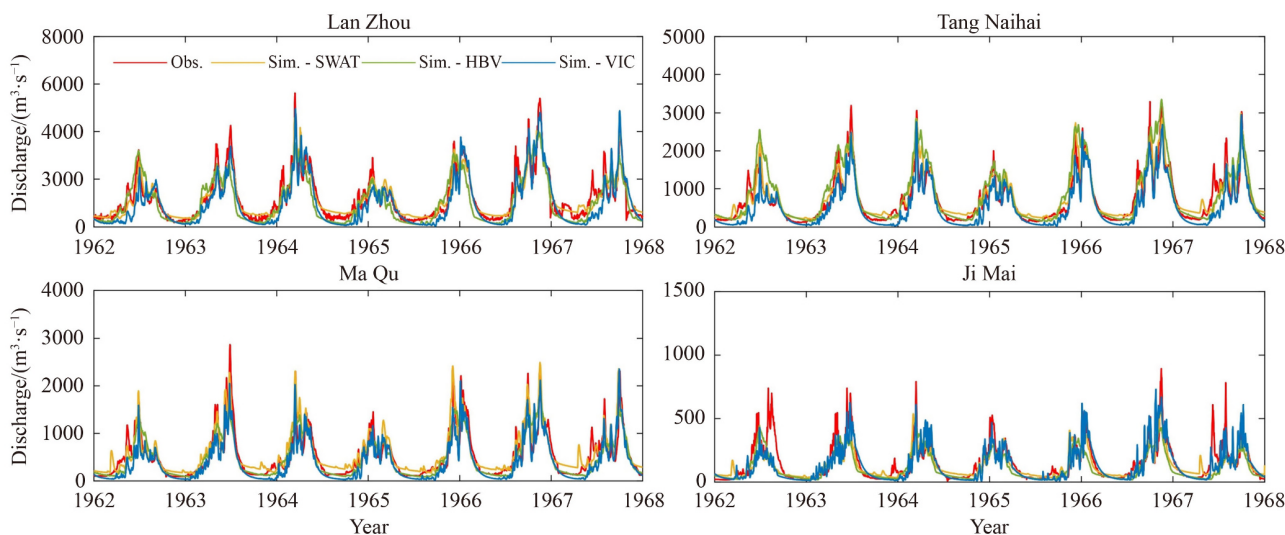 Lan Zhou
8000
6000
4000
3000
0
Obs. Sim. - SWAT Sim. - HBV Sim. - VIC
1962 1963 1964 1965 1966 1967 1968
Tang Naihai
5000
4000
3000
2000
1000
0
1962 1963 1964 1965 1966 1967 1968
Discharge/(m³·s⁻¹)
Ma Qu
4000
3000
2000
1000
0
1962 1963 1964 1965 1966 1967 1968
Year
Discharge/(m³·s⁻¹)
Ji Mai
1500
1000
500
0
1962 1963 1964 1965 1966 1967 1968
Year